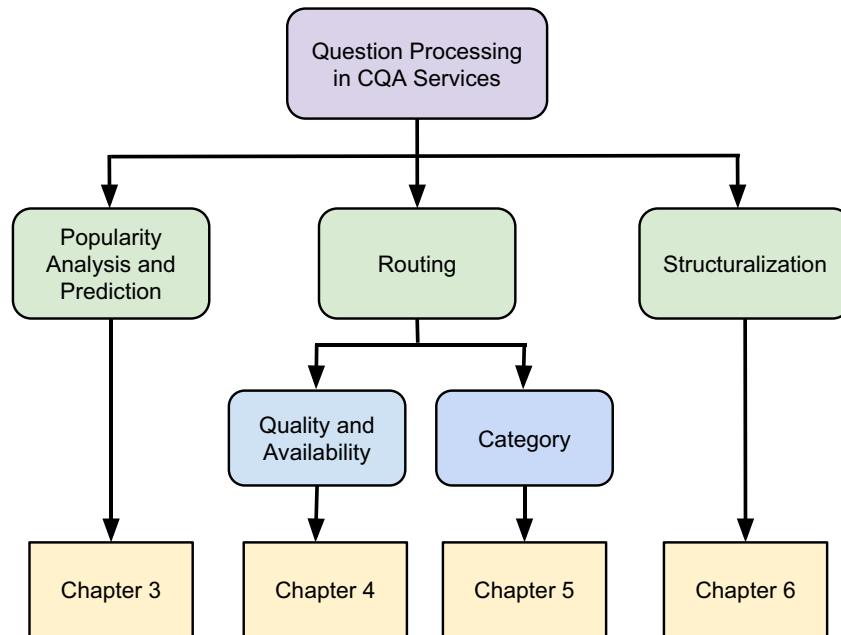 Question Processing
in CQA Services
Popularity
Analysis and
Prediction
Routing
Structuralization
Quality and
Availability
Category
Chapter 3
Chapter 4
Chapter 5
Chapter 6